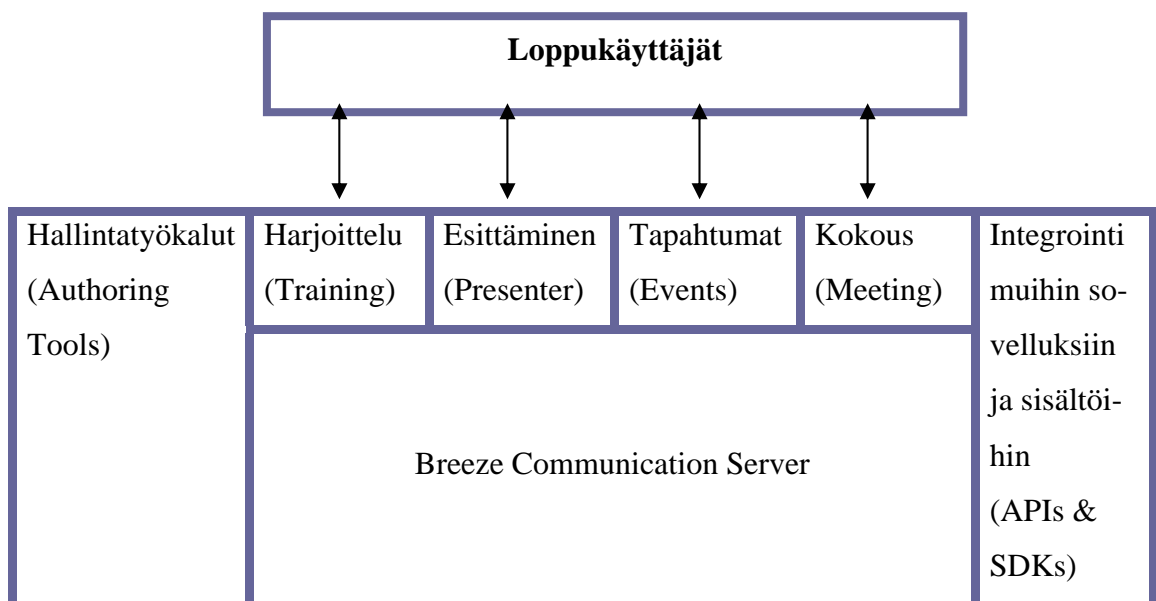 Loppukäyttäjät
Hallintatyökalut
(Authoring
Tools)
Harjoittelu
(Training)
Esittäminen
(Presenter)
Tapahtumat
(Events)
Kokous
(Meeting)
Integrointi
muihin so-
velluksiin
ja sisältöi-
hin
(APIs &
SDKs)
Breeze Communication Server